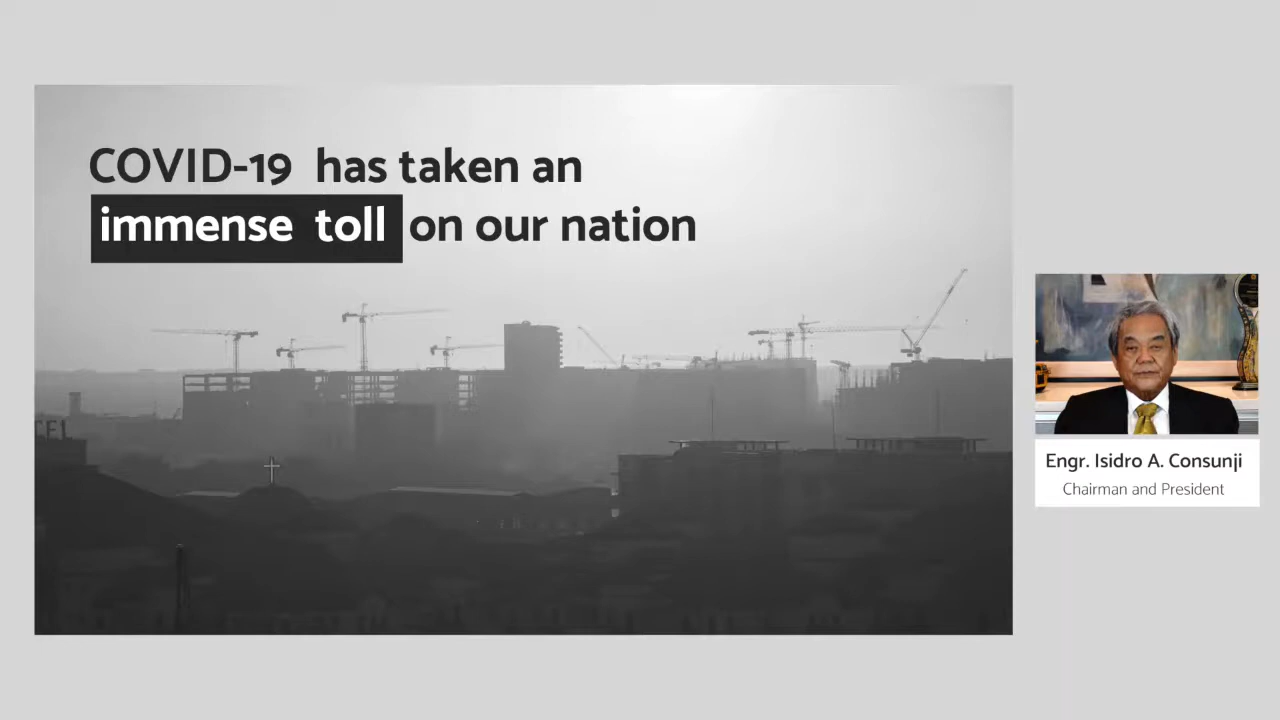 COVID-19 has taken an
immense toll on our nation
Engr. Isidro A. Consunji
Chairman and President